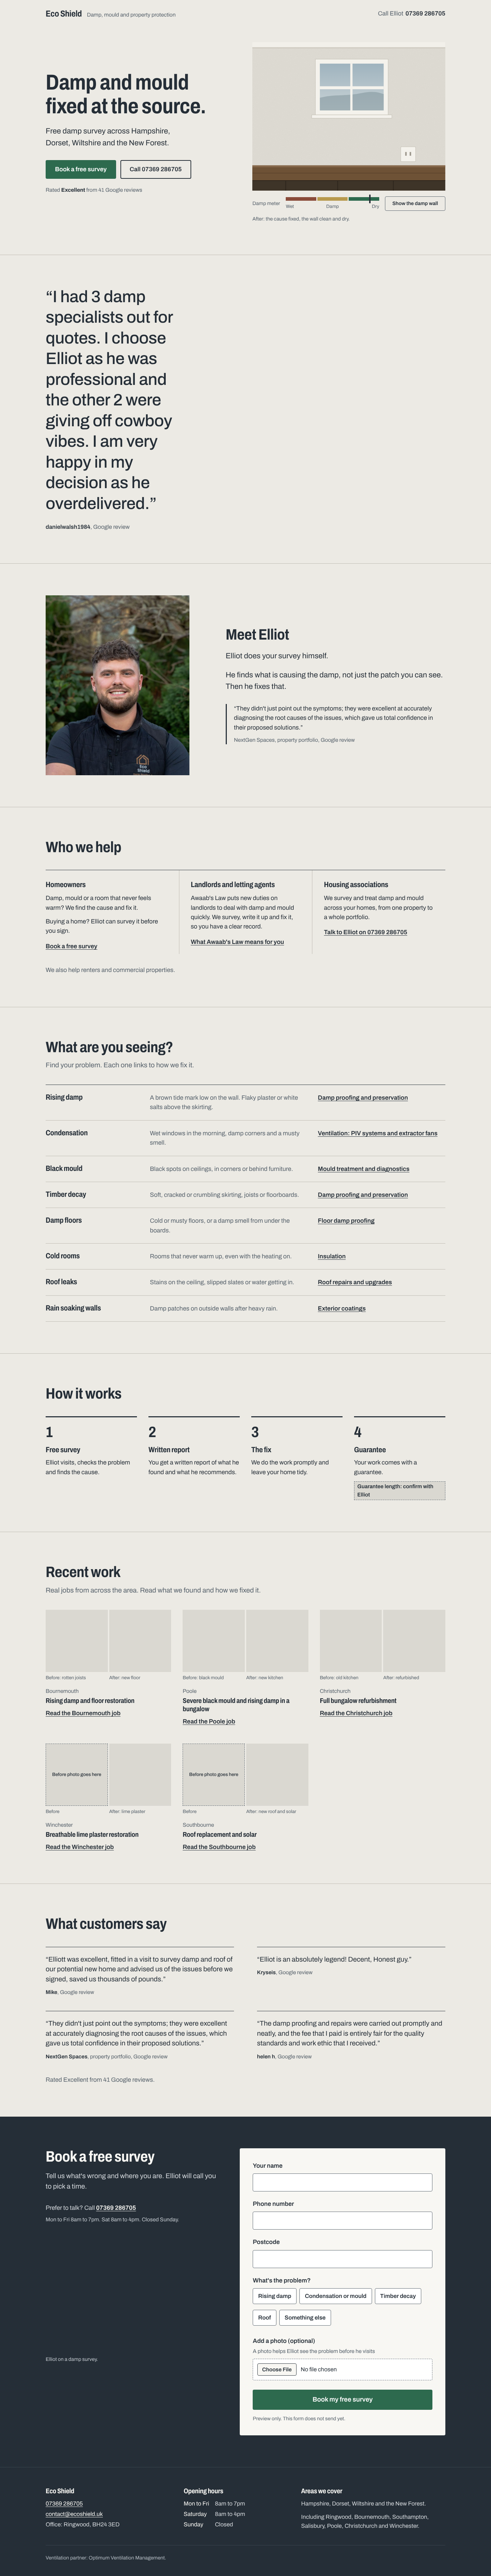 Eco Shield Damp, mould and property protection
Call Elliot 07369 286705
Damp and mould
fixed at the source.
Free damp survey across Hampshire,
Dorset, Wiltshire and the New Forest.
Book a free survey
Call 07369 286705
Rated Excellent from 41 Google reviews
Damp meter
Wet
Damp
Dry
Show the damp wall
After: the cause fixed, the wall clean and dry.
“I had 3 damp
specialists out for
quotes. I choose
Elliot as he was
professional and
the other 2 were
giving off cowboy
vibes. I am very
happy in my
decision as he
overdelivered.”
danielwalsh1984, Google review
Eco
Shield
Meet Elliot
Elliot does your survey himself.
He finds what is causing the damp, not just the patch you can see.
Then he fixes that.
“They didn't just point out the symptoms; they were excellent at accurately
diagnosing the root causes of the issues, which gave us total confidence in
their proposed solutions.”
NextGen Spaces, property portfolio, Google review
Who we help
Homeowners
Damp, mould or a room that never feels
warm? We find the cause and fix it.
Buying a home? Elliot can survey it before
you sign.
Book a free survey
Landlords and letting agents
Awaab's Law puts new duties on
landlords to deal with damp and mould
quickly. We survey, write it up and fix it,
so you have a clear record.
What Awaab's Law means for you
Housing associations
We survey and treat damp and mould
across your homes, from one property to
a whole portfolio.
Talk to Elliot on 07369 286705
We also help renters and commercial properties.
What are you seeing?
Find your problem. Each one links to how we fix it.
Rising damp
A brown tide mark low on the wall. Flaky plaster or white
salts above the skirting.
Damp proofing and preservation
Condensation
Wet windows in the morning, damp corners and a musty
smell.
Ventilation: PIV systems and extractor fans
Black mould
Black spots on ceilings, in corners or behind furniture.
Mould treatment and diagnostics
Timber decay
Soft, cracked or crumbling skirting, joists or floorboards.
Damp proofing and preservation
Damp floors
Cold or musty floors, or a damp smell from under the
boards.
Floor damp proofing
Cold rooms
Rooms that never warm up, even with the heating on.
Insulation
Roof leaks
Stains on the ceiling, slipped slates or water getting in.
Roof repairs and upgrades
Rain soaking walls
Damp patches on outside walls after heavy rain.
Exterior coatings
How it works
1
Free survey
Elliot visits, checks the problem
and finds the cause.
2
Written report
You get a written report of what he
found and what he recommends.
3
The fix
We do the work promptly and
leave your home tidy.
4
Guarantee
Your work comes with a
guarantee.
Guarantee length: confirm with
Elliot
Recent work
Real jobs from across the area. Read what we found and how we fixed it.
Before: rotten joists
After: new floor
Bournemouth
Rising damp and floor restoration
Read the Bournemouth job
Before: black mould
After: new kitchen
Poole
Severe black mould and rising damp in a
bungalow
Read the Poole job
Before: old kitchen
After: refurbished
Christchurch
Full bungalow refurbishment
Read the Christchurch job
Before photo goes here
Before
After: lime plaster
Winchester
Breathable lime plaster restoration
Read the Winchester job
Before photo goes here
Before
After: new roof and solar
Southbourne
Roof replacement and solar
Read the Southbourne job
What customers say
“Elliott was excellent, fitted in a visit to survey damp and roof of
our potential new home and advised us of the issues before we
signed, saved us thousands of pounds.”
Mike, Google review
“Elliot is an absolutely legend! Decent, Honest guy.”
Kryseis, Google review
“They didn't just point out the symptoms; they were excellent
at accurately diagnosing the root causes of the issues, which
gave us total confidence in their proposed solutions.”
NextGen Spaces, property portfolio, Google review
“The damp proofing and repairs were carried out promptly and
neatly, and the fee that I paid is entirely fair for the quality
standards and work ethic that I received.”
helen h, Google review
Rated Excellent from 41 Google reviews.
Book a free survey
Tell us what's wrong and where you are. Elliot will call you
to pick a time.
Prefer to talk? Call 07369 286705
Mon to Fri 8am to 7pm. Sat 8am to 4pm. Closed Sunday.
Elliot on a damp survey.
Your name
Phone number
Postcode
What's the problem?
Rising damp
Condensation or mould
Timber decay
Roof
Something else
Add a photo (optional)
A photo helps Elliot see the problem before he visits
Choose File No file chosen
Book my free survey
Preview only. This form does not send yet.
Eco Shield
07369 286705
contact@ecoshield.uk
Office: Ringwood, BH24 3ED
Opening hours
Mon to Fri 8am to 7pm
Saturday 8am to 4pm
Sunday Closed
Areas we cover
Hampshire, Dorset, Wiltshire and the New Forest.
Including Ringwood, Bournemouth, Southampton,
Salisbury, Poole, Christchurch and Winchester.
Ventilation partner: Optimum Ventilation Management.